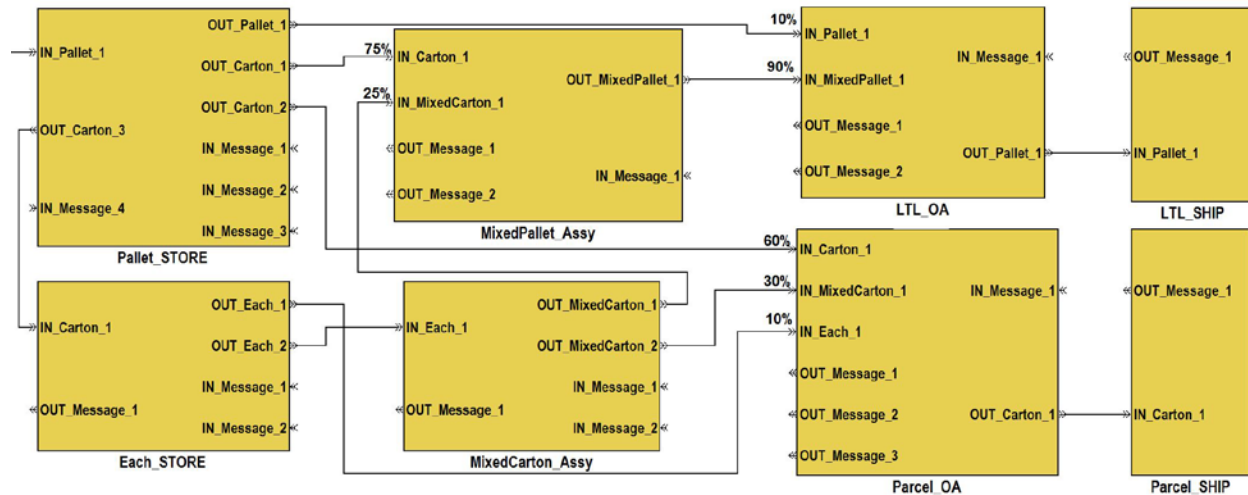 OUT_Pallet_1
IN_Pallet_1
OUT_Carton_1
OUT_Carton_2
OUT_Carton_3
IN_Message_1
IN_Message_2
IN_Message_4
IN_Message_3
Pallet_STORE
75%
IN_Carton_1
OUT_MixedPallet_1
25%
IN_MixedCarton_1
OUT_Message_1
IN_Message_1
OUT_Message_2
MixedPallet_Assy
10%
IN_Pallet_1
IN_Message_1
90%
IN_MixedPallet_1
OUT_Message_1
OUT_Pallet_1
OUT_Message_2
LTL_OA
OUT_Message_1
IN_Pallet_1
LTL_SHIP
OUT_Each_1
IN_Carton_1
OUT_Each_2
IN_Message_1
OUT_Message_1
IN_Message_2
Each_STORE
OUT_MixedCarton_1
IN_Each_1
OUT_MixedCarton_2
IN_Message_1
OUT_Message_1
IN_Message_2
MixedCarton_Assy
60%
IN_Carton_1
30%
IN_MixedCarton_1
IN_Message_1
10%
IN_Each_1
OUT_Message_1
OUT_Message_2
OUT_Carton_1
OUT_Message_3
Parcel_OA
OUT_Message_1
IN_Carton_1
Parcel_SHIP